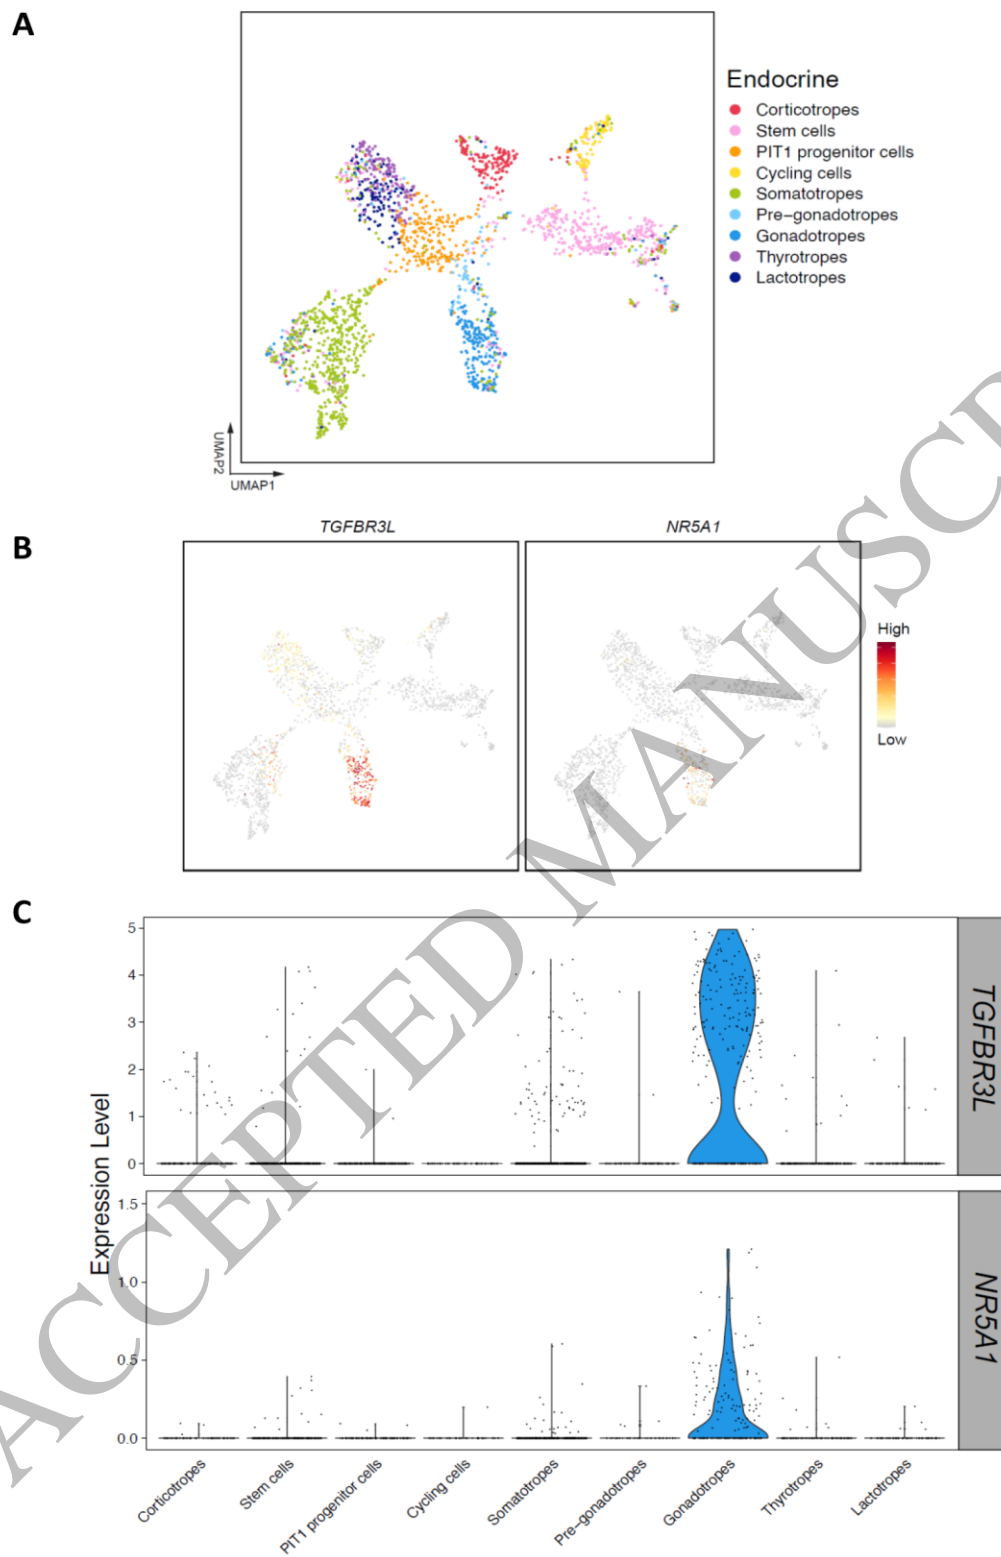 A
Endocrine
Corticotropes
Stem cells
PIT1 progenitor cells
Cycling cells
Somatotropes
Pre-gonadotropes
Gonadotropes
Thyrotropes
Lactotropes
UMAP2
UMAP1
B
TGFBR3L
NR5A1
High
Low
C
Expression Level
5
4
3
2
1
0
TGFBR3L
1.5
1.0
0.5
0.0
NR5A1
Corticotropes
Stem cells
PIT1 progenitor cells
Cycling cells
Somatotropes
Pre-gonadotropes
Gonadotropes
Thyrotropes
Lactotropes
ACCEPTED MANUSC